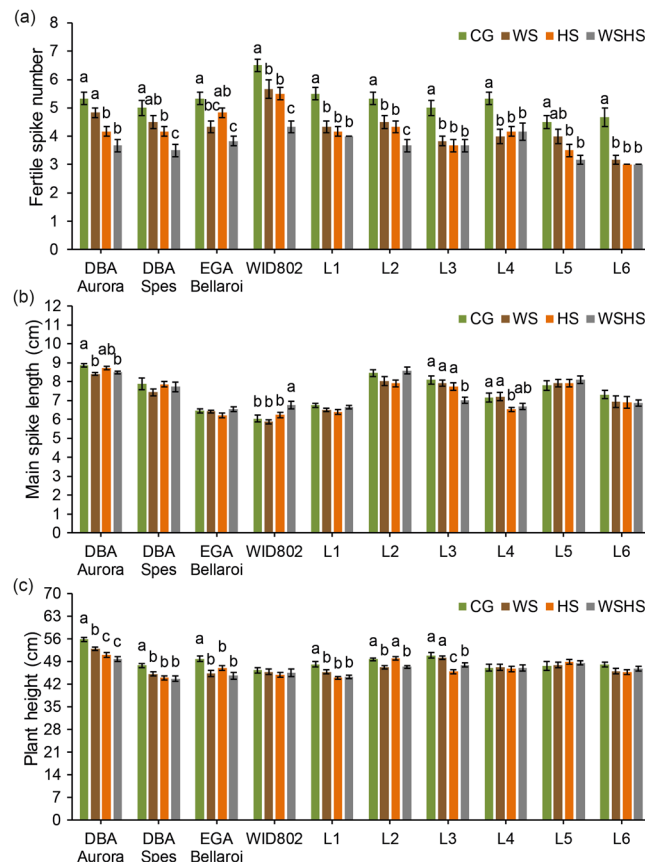 (a)
Fertile spike number
8
7
6
5
4
3
2
1
0
CG WS HS WSHS
a a b b
a ab b c
a bc ab c
a b b c
a b b b
a b b c
a b b b
a b b b
a ab b b
a b b b
DBA Aurora
DBA Spes
EGA Bellaroi
WID802
L1
L2
L3
L4
L5
L6
(b)
Main spike length (cm)
12
11
10
9
8
7
6
5
4
3
2
1
0
CG WS HS WSHS
a b ab b
b b b a
a a a b
a a b ab
DBA Aurora
DBA Spes
EGA Bellaroi
WID802
L1
L2
L3
L4
L5
L6
(c)
Plant height (cm)
70
63
56
49
42
35
28
21
14
7
0
CG WS HS WSHS
a b c c
a b b b
a b b b
a b b b
a b a b
a a c b
DBA Aurora
DBA Spes
EGA Bellaroi
WID802
L1
L2
L3
L4
L5
L6